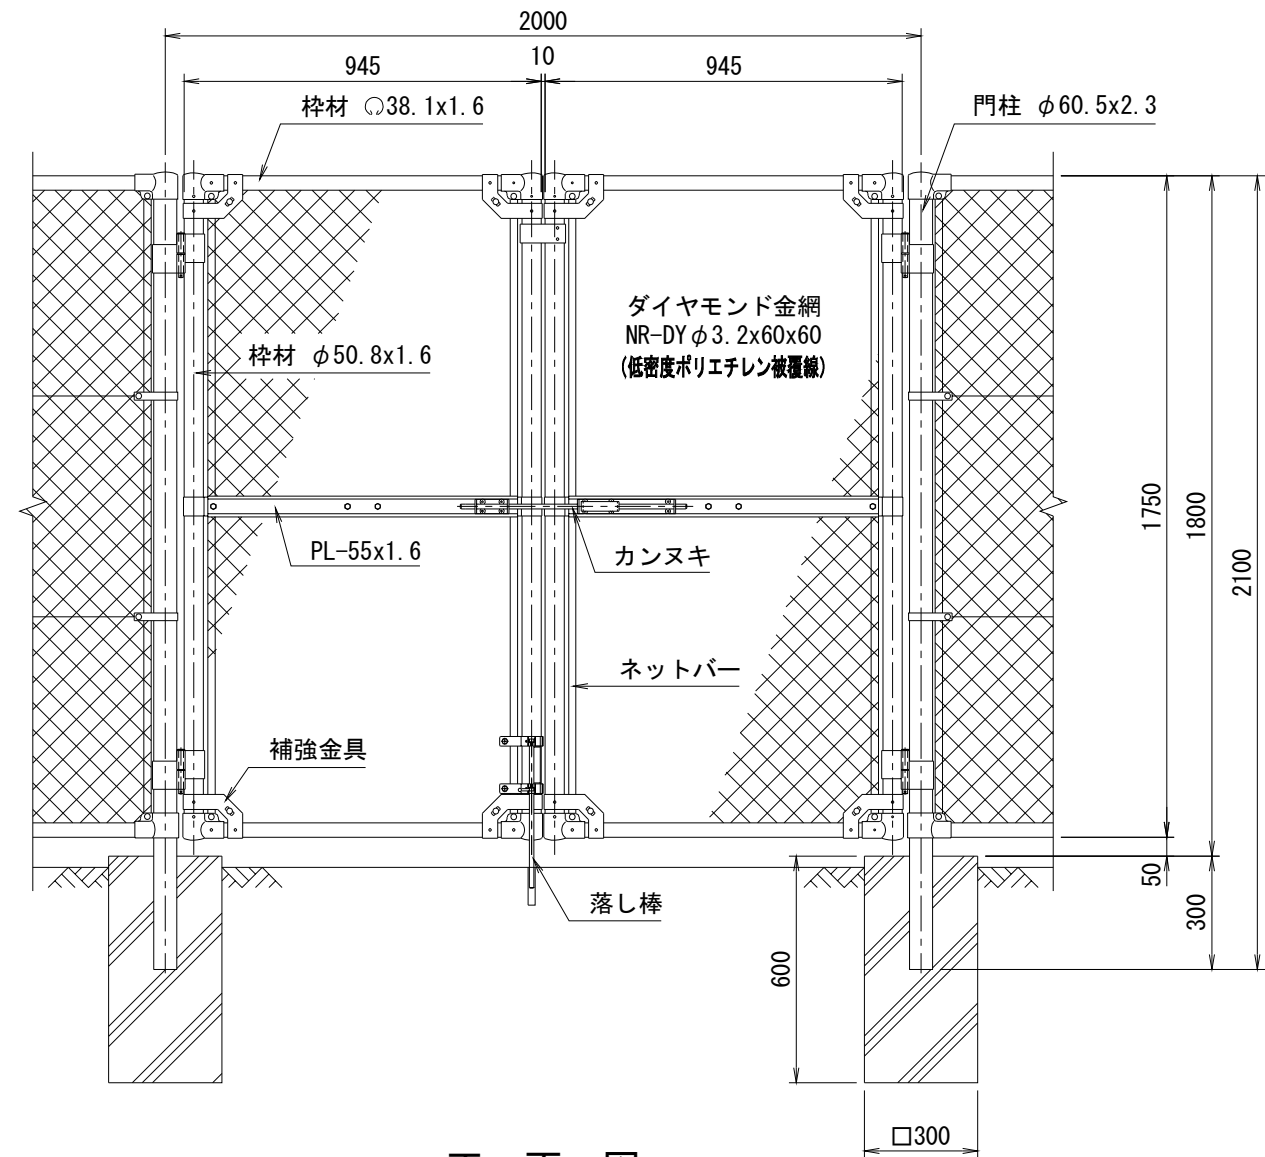 2000
10
945
945
枠材 38.1x1.6
門柱 φ60.5x2.3
ダイヤモンド金網
NR-DYφ3.2x60x60
(低密度ポリエチレン被覆線)
枠材 φ50.8x1.6
1750
1800
2100
PL-55x1.6
カンヌキ
ネットバー
補強金具
50
300
落し棒
600
□300